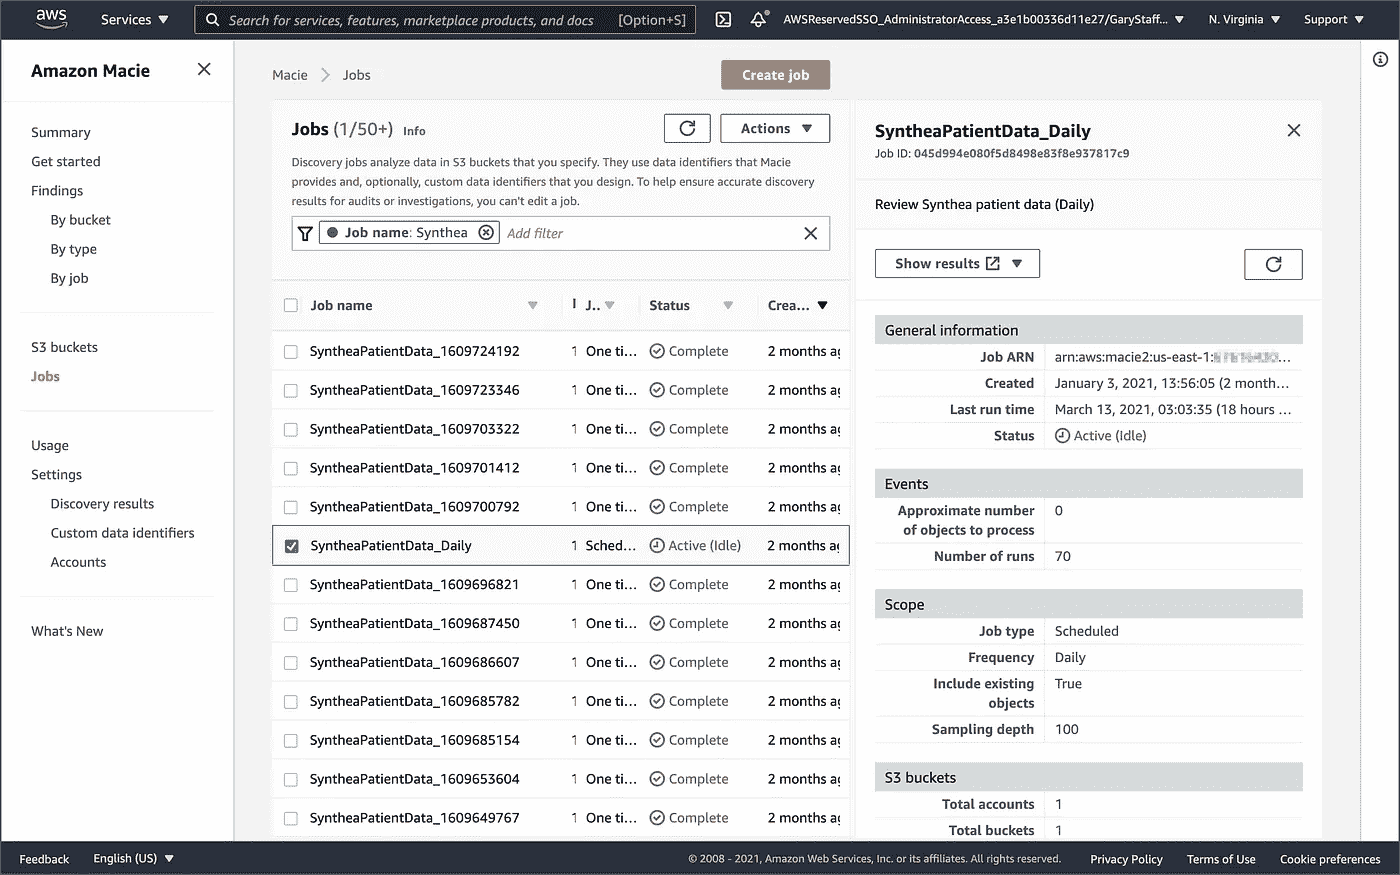 aws Services Search for services, features, marketplace products, and docs [Option+S] AWSReservedSSO_AdministratorAccess_a3e1b00336d11e27/GaryStaff... N. Virginia Support
Amazon Macie
Summary
Get started
Findings
By bucket
By type
By job
S3 buckets
Jobs
Usage
Settings
Discovery results
Custom data identifiers
Accounts
What's New
Macie Jobs
Create job
Jobs (1/50+) Info
Actions
Discovery jobs analyze data in S3 buckets that you specify. They use data identifiers that Macie
provides and, optionally, custom data identifiers that you design. To help ensure accurate discovery
results for audits or investigations, you can't edit a job.
Job name: Synthea Add filter
Job name J.. Status Crea...
SyntheaPatientData_1609724192 1 One ti... Complete 2 months ag
SyntheaPatientData_1609723346 1 One ti... Complete 2 months ag
SyntheaPatientData_1609703322 1 One ti... Complete 2 months ag
SyntheaPatientData_1609701412 1 One ti... Complete 2 months ag
SyntheaPatientData_1609700792 1 One ti... Complete 2 months ag
SyntheaPatientData_Daily 1 Sched... Active (Idle) 2 months ag
SyntheaPatientData_1609696821 1 One ti... Complete 2 months ag
SyntheaPatientData_1609687450 1 One ti... Complete 2 months ag
SyntheaPatientData_1609686607 1 One ti... Complete 2 months ag
SyntheaPatientData_1609685782 1 One ti... Complete 2 months ag
SyntheaPatientData_1609685154 1 One ti... Complete 2 months ag
SyntheaPatientData_1609653604 1 One ti... Complete 2 months ag
SyntheaPatientData_1609649767 1 One ti... Complete 2 months ag
SyntheaPatientData_Daily
Job ID: 045d994e080f5d8498e83f8e937817c9
Review Synthea patient data (Daily)
Show results
General information
Job ARN arn:aws:macie2:us-east-1:
Created January 3, 2021, 13:56:05 (2 month...
Last run time March 13, 2021, 03:03:35 (18 hours ...
Status Active (Idle)
Events
Approximate number
of objects to process 0
Number of runs 70
Scope
Job type Scheduled
Frequency Daily
Include existing
objects True
Sampling depth 100
S3 buckets
Total accounts 1
Total buckets 1
Feedback English (US) © 2008 - 2021, Amazon Web Services, Inc. or its affiliates. All rights reserved. Privacy Policy Terms of Use Cookie preferences